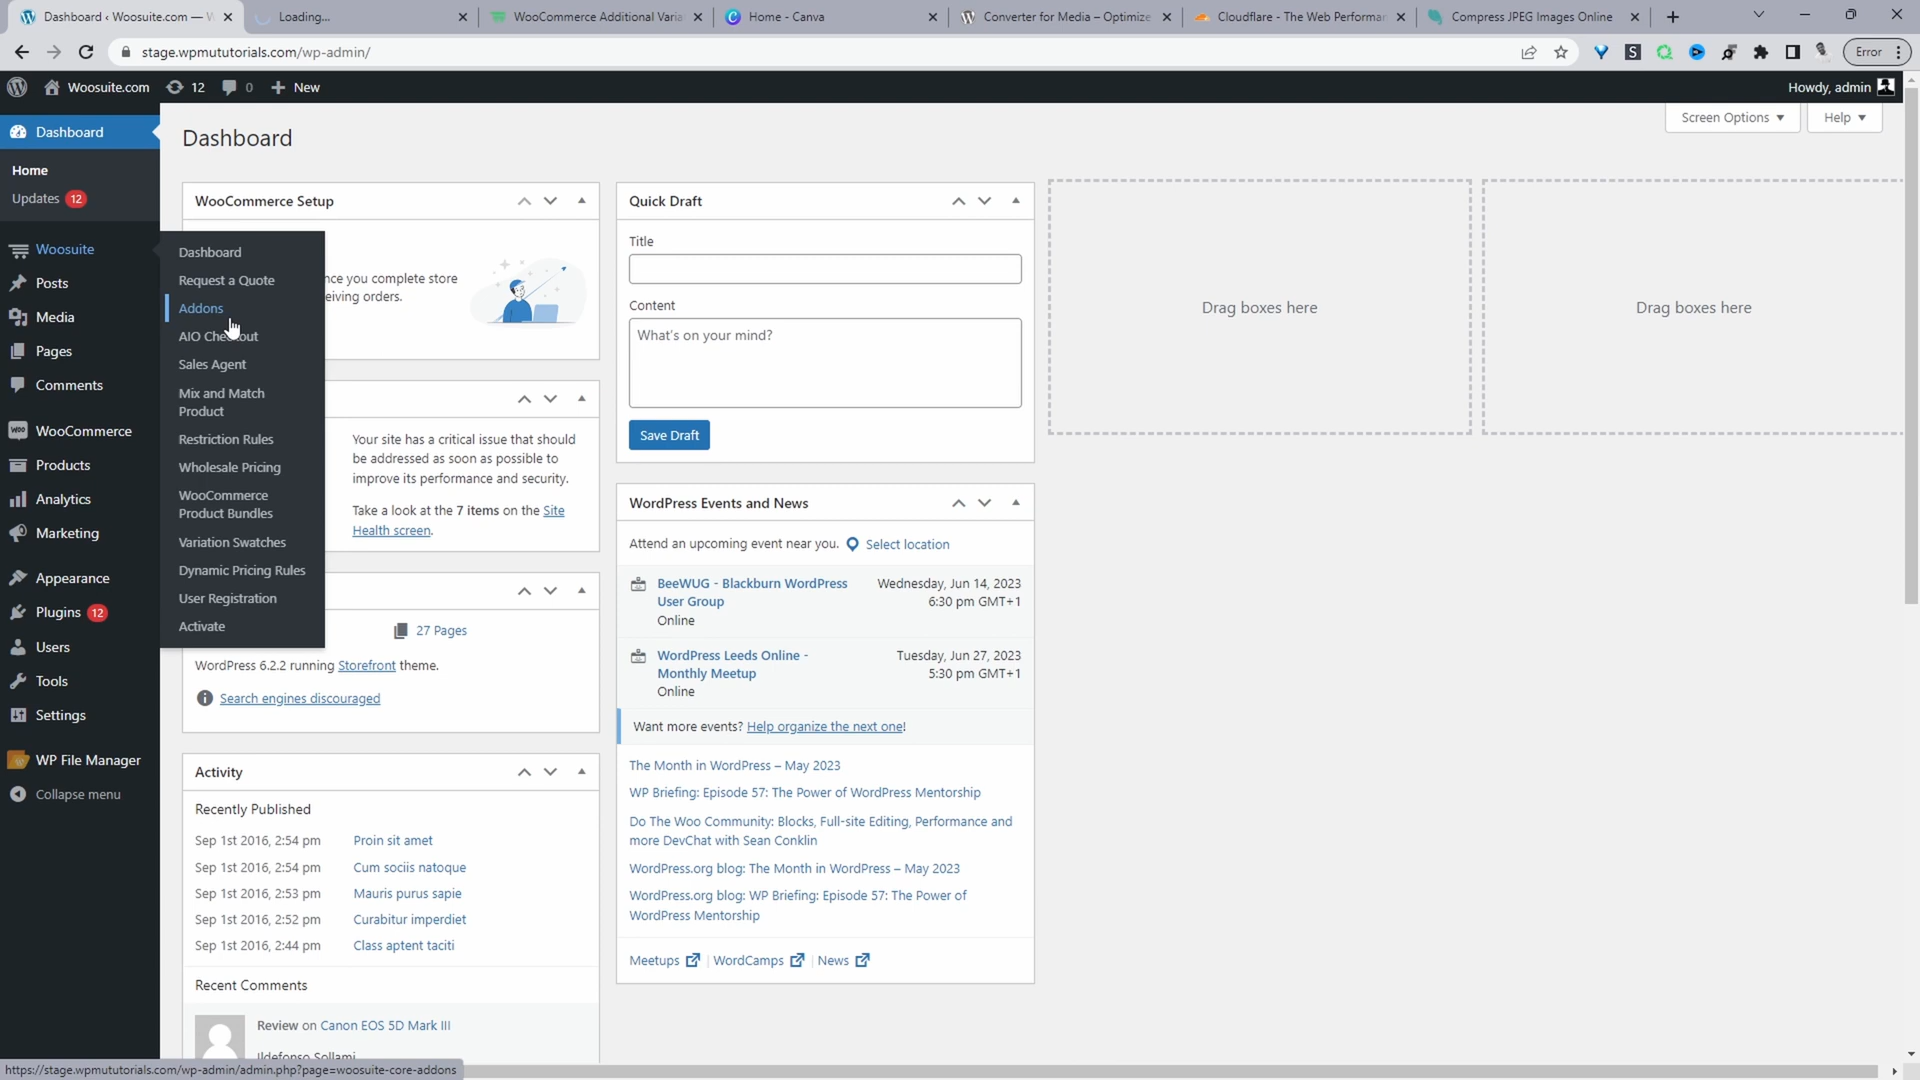 Dashboard ‹ Woosuite.com — W
Loading...
WooCommerce Additional Varia
Home - Canva
Converter for Media – Optimize
Cloudflare - The Web Performan
Compress JPEG Images Online
stage.wpmututorials.com/wp-admin/
Error
Woosuite.com
12
0
New
Howdy, admin
Dashboard
Home
Updates 12
Woosuite
Posts
Media
Pages
Comments
WooCommerce
Products
Analytics
Marketing
Appearance
Plugins 12
Users
Tools
Settings
WP File Manager
Collapse menu
Dashboard
Request a Quote
Addons
AIO Checkout
Sales Agent
Mix and Match
Product
Restriction Rules
Wholesale Pricing
WooCommerce
Product Bundles
Variation Swatches
Dynamic Pricing Rules
User Registration
Activate
Dashboard
Screen Options
Help
WooCommerce Setup
nce you complete store
eiving orders.
Your site has a critical issue that should
be addressed as soon as possible to
improve its performance and security.
Take a look at the 7 items on the Site
Health screen.
27 Pages
WordPress 6.2.2 running Storefront theme.
Search engines discouraged
Activity
Recently Published
Sep 1st 2016, 2:54 pm Proin sit amet
Sep 1st 2016, 2:54 pm Cum sociis natoque
Sep 1st 2016, 2:53 pm Mauris purus sapie
Sep 1st 2016, 2:52 pm Curabitur imperdiet
Sep 1st 2016, 2:44 pm Class aptent taciti
Recent Comments
Review on Canon EOS 5D Mark III
Ildefonso Sollami
Quick Draft
Title
Content
What's on your mind?
Save Draft
WordPress Events and News
Attend an upcoming event near you. Select location
BeeWUG - Blackburn WordPress
User Group
Online
Wednesday, Jun 14, 2023
6:30 pm GMT+1
WordPress Leeds Online -
Monthly Meetup
Online
Tuesday, Jun 27, 2023
5:30 pm GMT+1
Want more events? Help organize the next one!
The Month in WordPress – May 2023
WP Briefing: Episode 57: The Power of WordPress Mentorship
Do The Woo Community: Blocks, Full-site Editing, Performance and
more DevChat with Sean Conklin
WordPress.org blog: The Month in WordPress – May 2023
WordPress.org blog: WP Briefing: Episode 57: The Power of
WordPress Mentorship
Meetups | WordCamps | News
Drag boxes here
Drag boxes here
https://stage.wpmututorials.com/wp-admin/admin.php?page=woosuite-core-addons